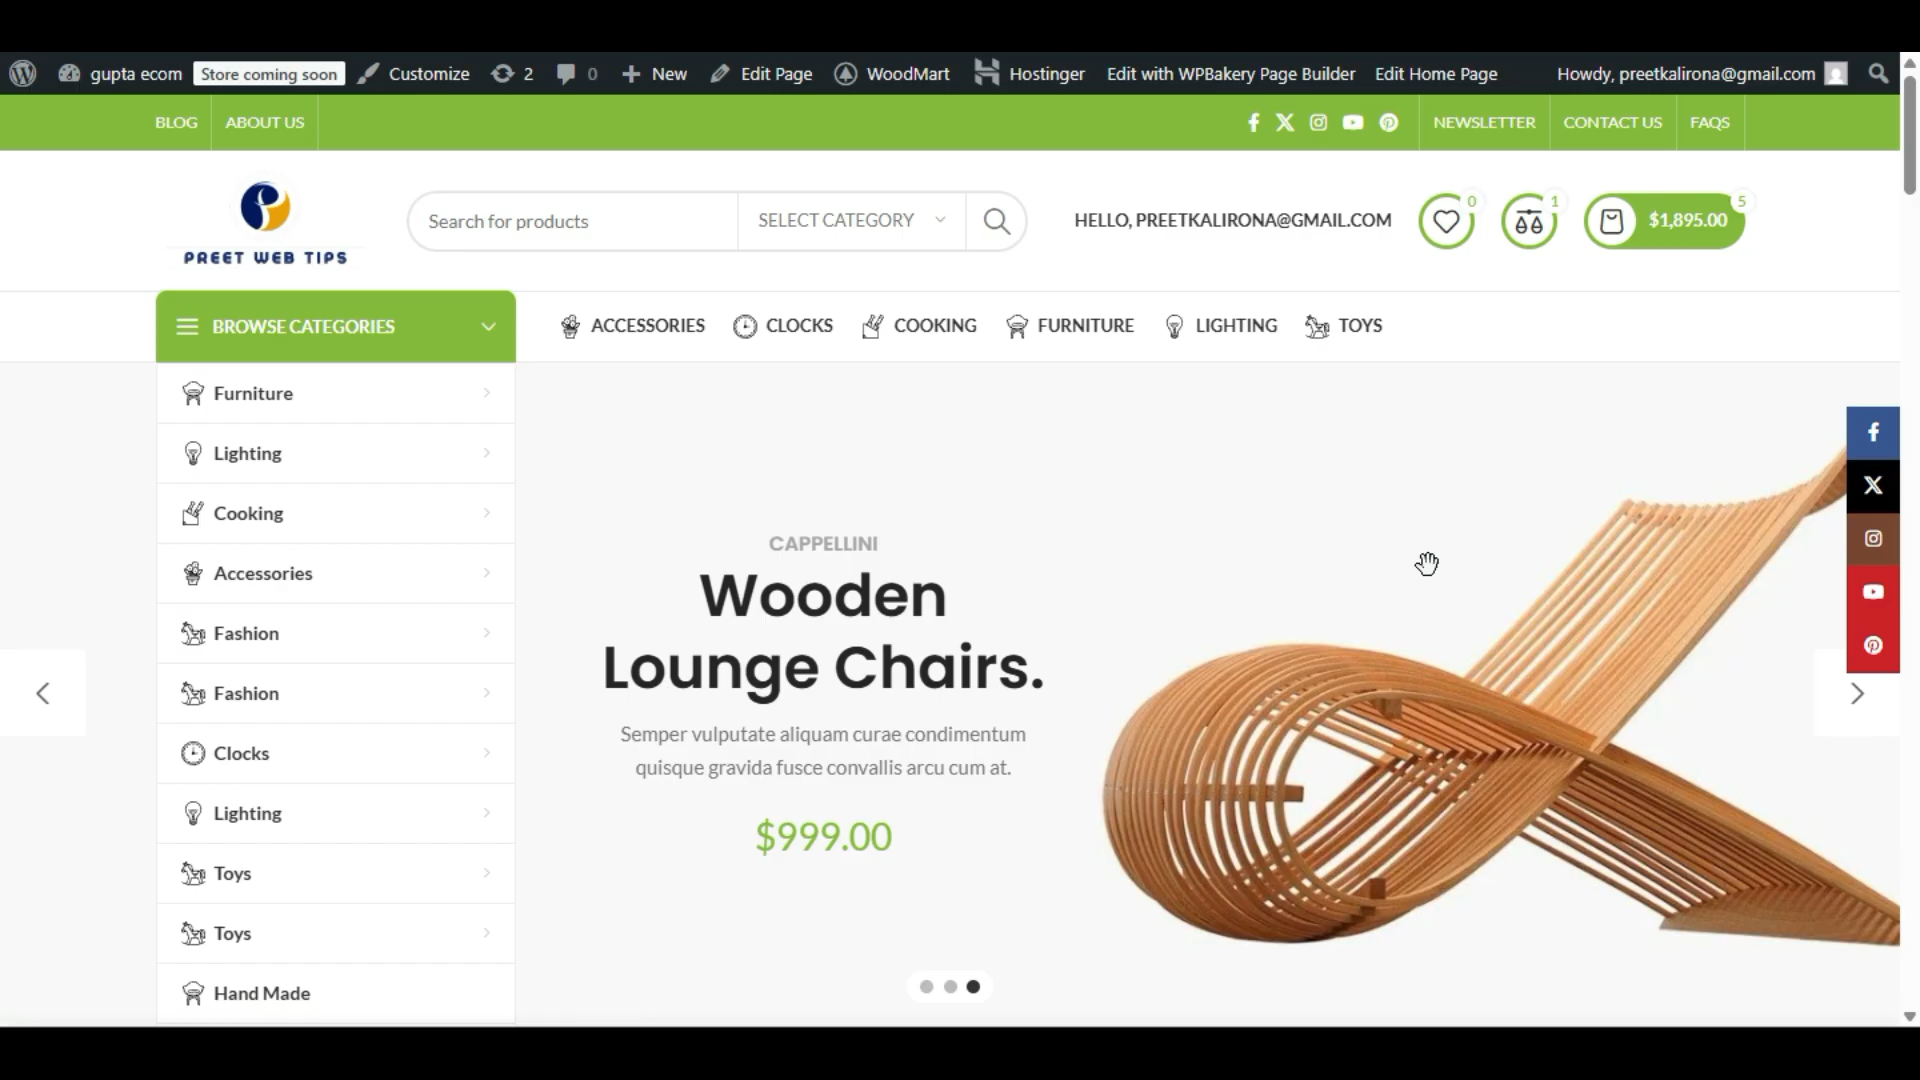 gupta ecom Store coming soon Customize 2 0 New Edit Page WoodMart Hostinger Edit with WPBakery Page Builder Edit Home Page Howdy, preetkalirona@gmail.com
BLOG ABOUT US NEWSLETTER CONTACT US FAQS
PREET WEB TIPS
Search for products SELECT CATEGORY HELLO, PREETKALIRONA@GMAIL.COM 0 1 $1,895.00 5
BROWSE CATEGORIES ACCESSORIES CLOCKS COOKING FURNITURE LIGHTING TOYS
Furniture
Lighting
Cooking
Accessories
Fashion
Fashion
Clocks
Lighting
Toys
Toys
Hand Made
CAPPELLINI
Wooden
Lounge Chairs.
Semper vulputate aliquam curae condimentum
quisque gravida fusce convallis arcu cum at.
$999.00